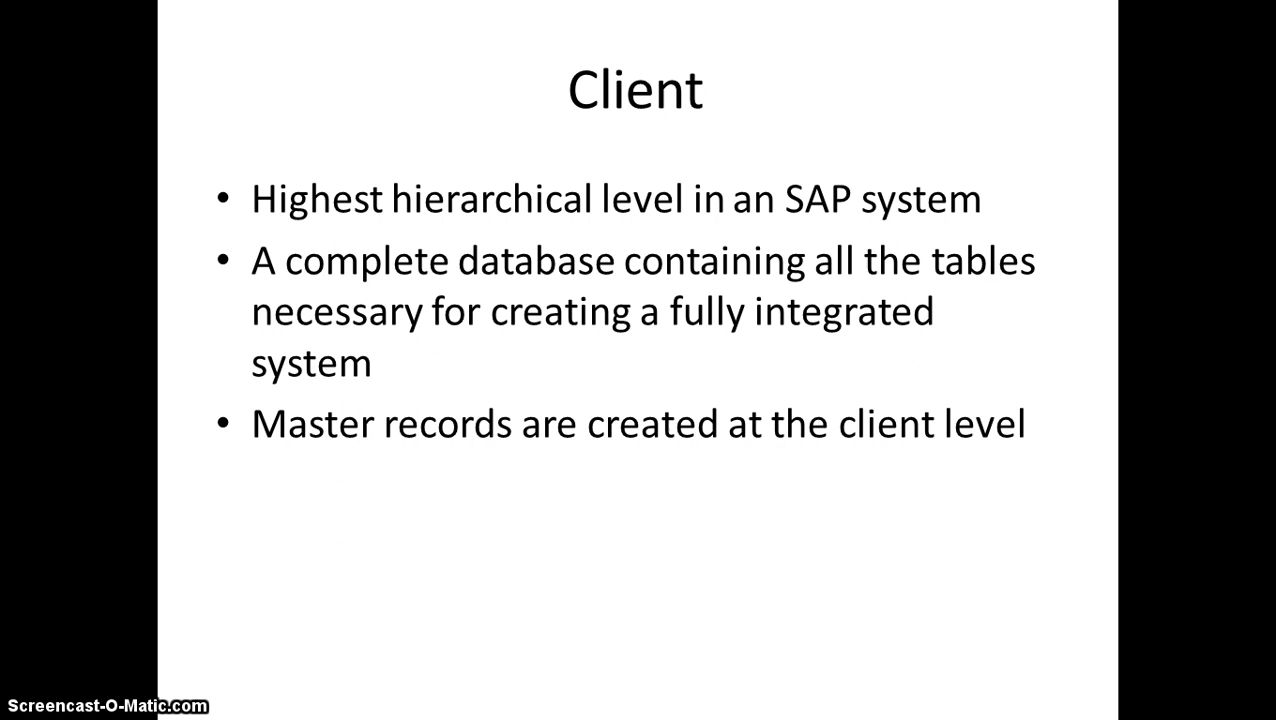 Client
• Highest hierarchical level in an SAP system
• A complete database containing all the tables
necessary for creating a fully integrated
system
• Master records are created at the client level
Screencast-O-Matic.com